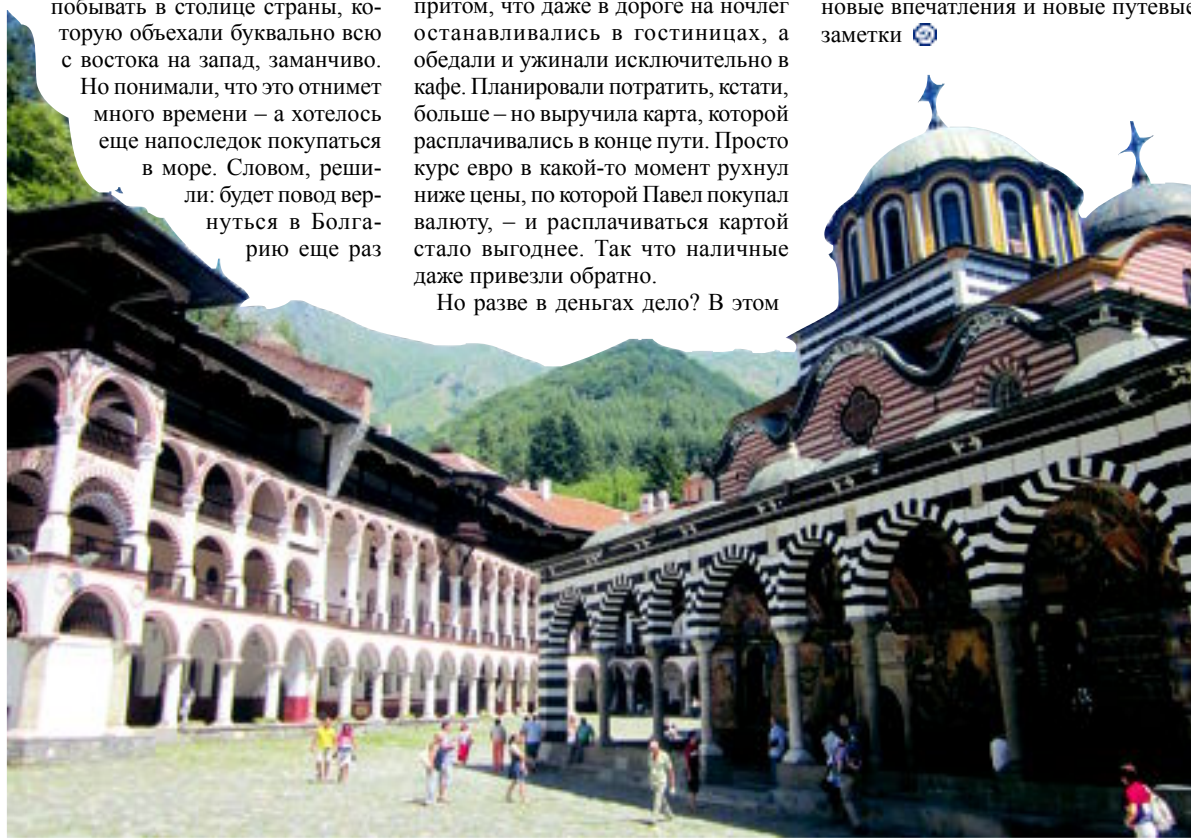 побывать в столице страны, ко-
торую объехали буквально всю
с востока на запад, заманчиво.
Но понимали, что это отнимет
много времени – а хотелось
еще напоследок покупаться
в море. Словом, реши-
ли: будет повод вер-
нуться в Болга-
рию еще раз
притом, что даже в дороге на ночлег
останавливались в гостиницах, а
обедали и ужинали исключительно в
кафе. Планировали потратить, кстати,
больше – но выручила карта, которой
расплачивались в конце пути. Просто
курс евро в какой-то момент рухнул
ниже цены, по которой Павел покупал
валюту, – и расплачиваться картой
стало выгоднее. Так что наличные
даже привезли обратно.
Но разве в деньгах дело? В этом
новые впечатления и новые путевые
заметки